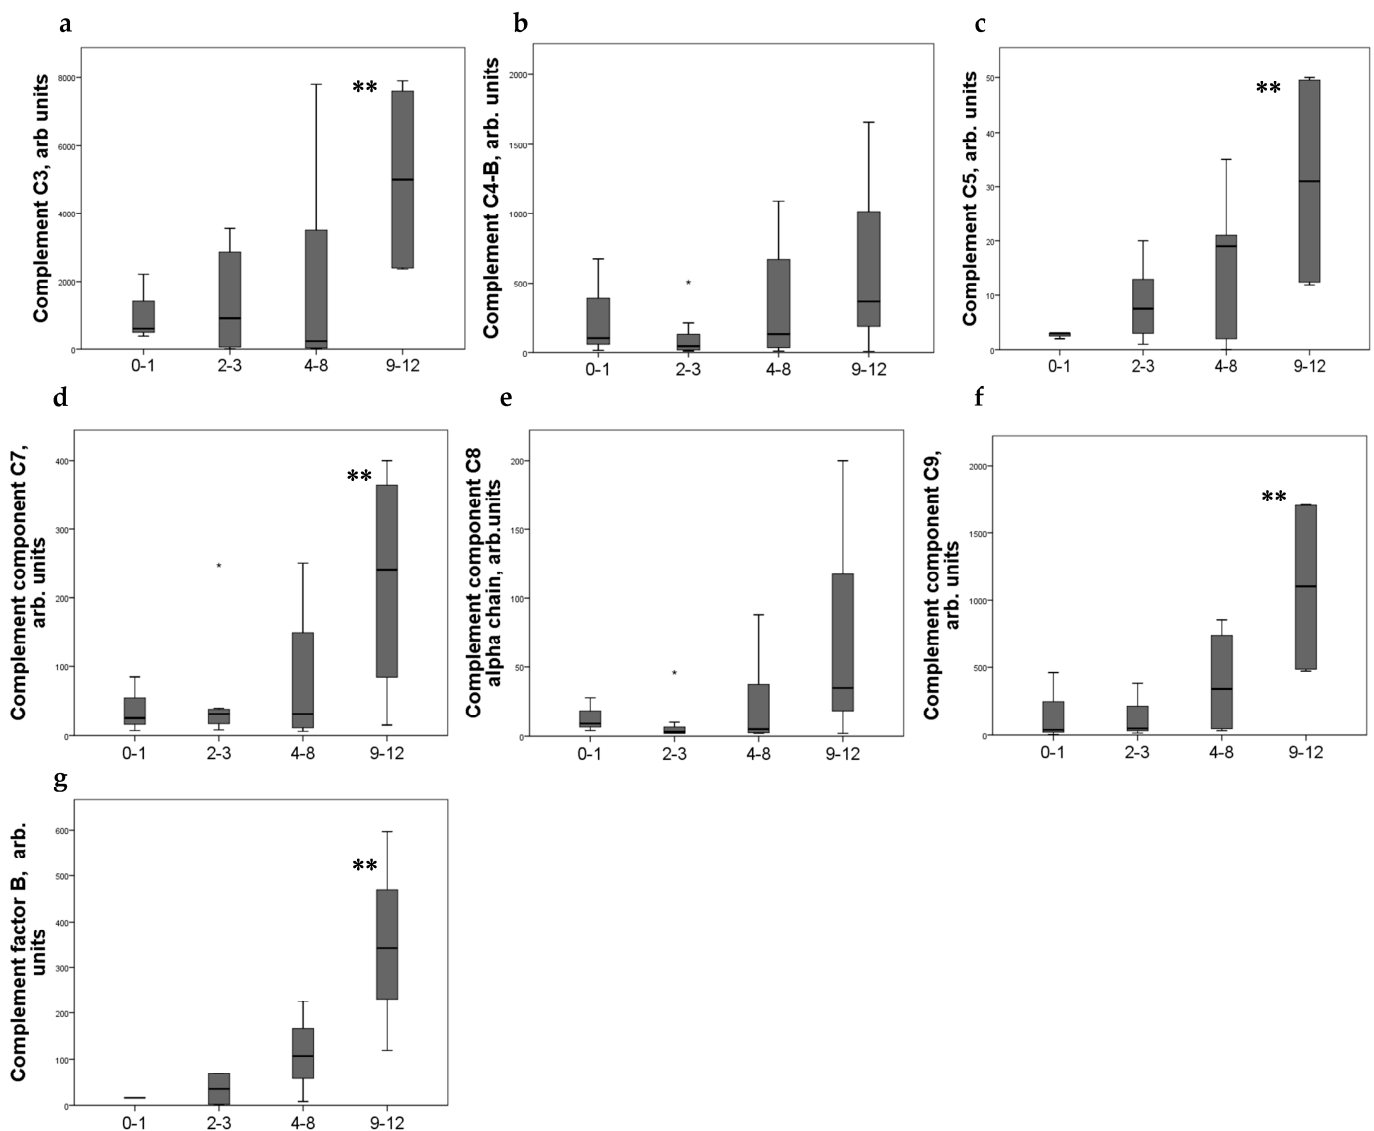 a
Complement C3, arb units
8000
6000
4000
2000
0
**
0-1 2-3 4-8 9-12
b
Complement C4-B, arb. units
2000
1500
1000
500
0
*
0-1 2-3 4-8 9-12
c
Complement C5, arb. units
50
40
30
20
10
0
**
0-1 2-3 4-8 9-12
d
Complement component C7,
arb. units
400
300
200
100
0
*
**
0-1 2-3 4-8 9-12
e
Complement component C8
alpha chain, arb.units
200
150
100
50
0
*
0-1 2-3 4-8 9-12
f
Complement component C9,
arb. units
2000
1500
1000
500
0
**
0-1 2-3 4-8 9-12
g
Complement factor B, arb.
units
600
500
400
300
200
100
0
**
0-1 2-3 4-8 9-12